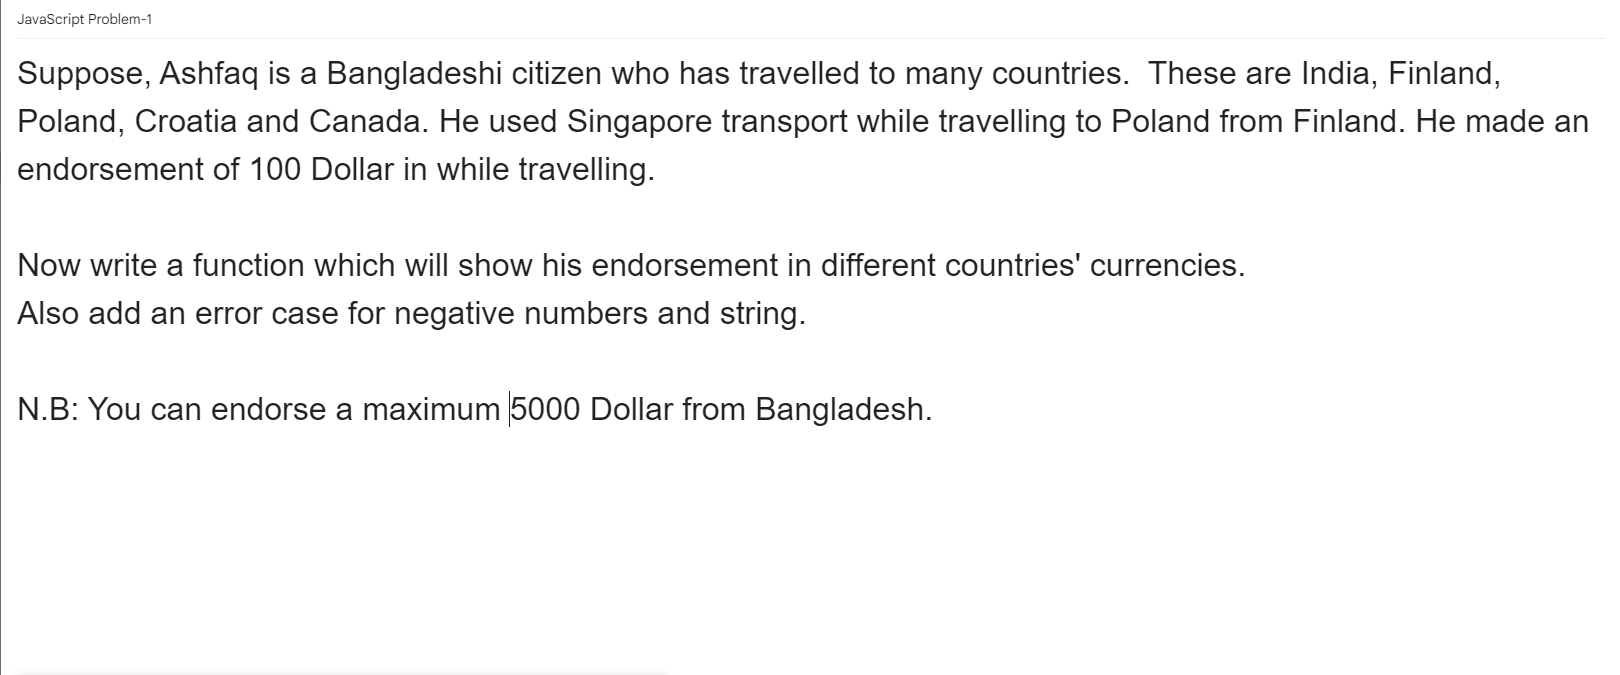 JavaScript Problem-1
Suppose, Ashfaq is a Bangladeshi citizen who has travelled to many countries.  These are India, Finland,
Poland, Croatia and Canada. He used Singapore transport while travelling to Poland from Finland. He made an
endorsement of 100 Dollar in while travelling.
Now write a function which will show his endorsement in different countries' currencies.
Also add an error case for negative numbers and string.
N.B: You can endorse a maximum 5000 Dollar from Bangladesh.